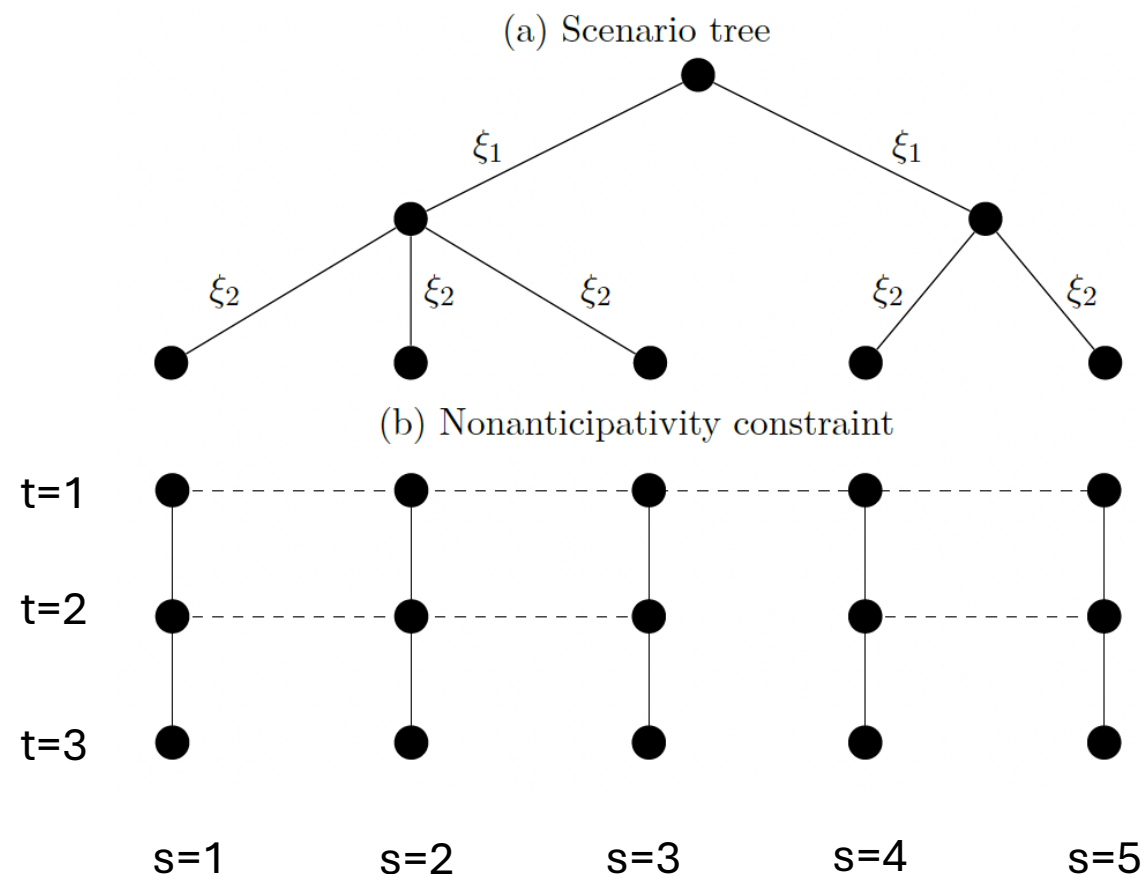 (a) Scenario tree
ξ₁ ξ₁
ξ₂ ξ₂ ξ₂ ξ₂ ξ₂
(b) Nonanticipativity constraint
t=1
t=2
t=3
s=1 s=2 s=3 s=4 s=5